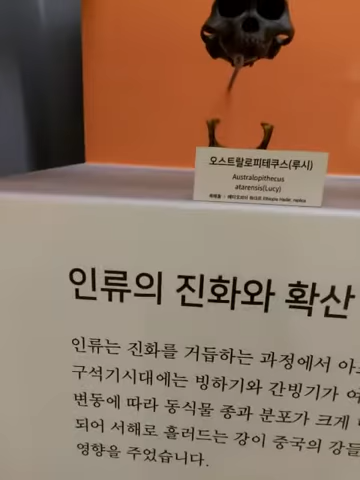 오스트랄로피테쿠스(루시)
Australopithecus
atarensis(Lucy)
인류의 진화와 확산
인류는 진화를 거듭하는 과정에서
구석기시대에는 빙하기와 간빙기가
변동에 따라 동식물 종과 분포가 크게
되어 서해로 흘러드는 강이 중국의 강들
영향을 주었습니다.